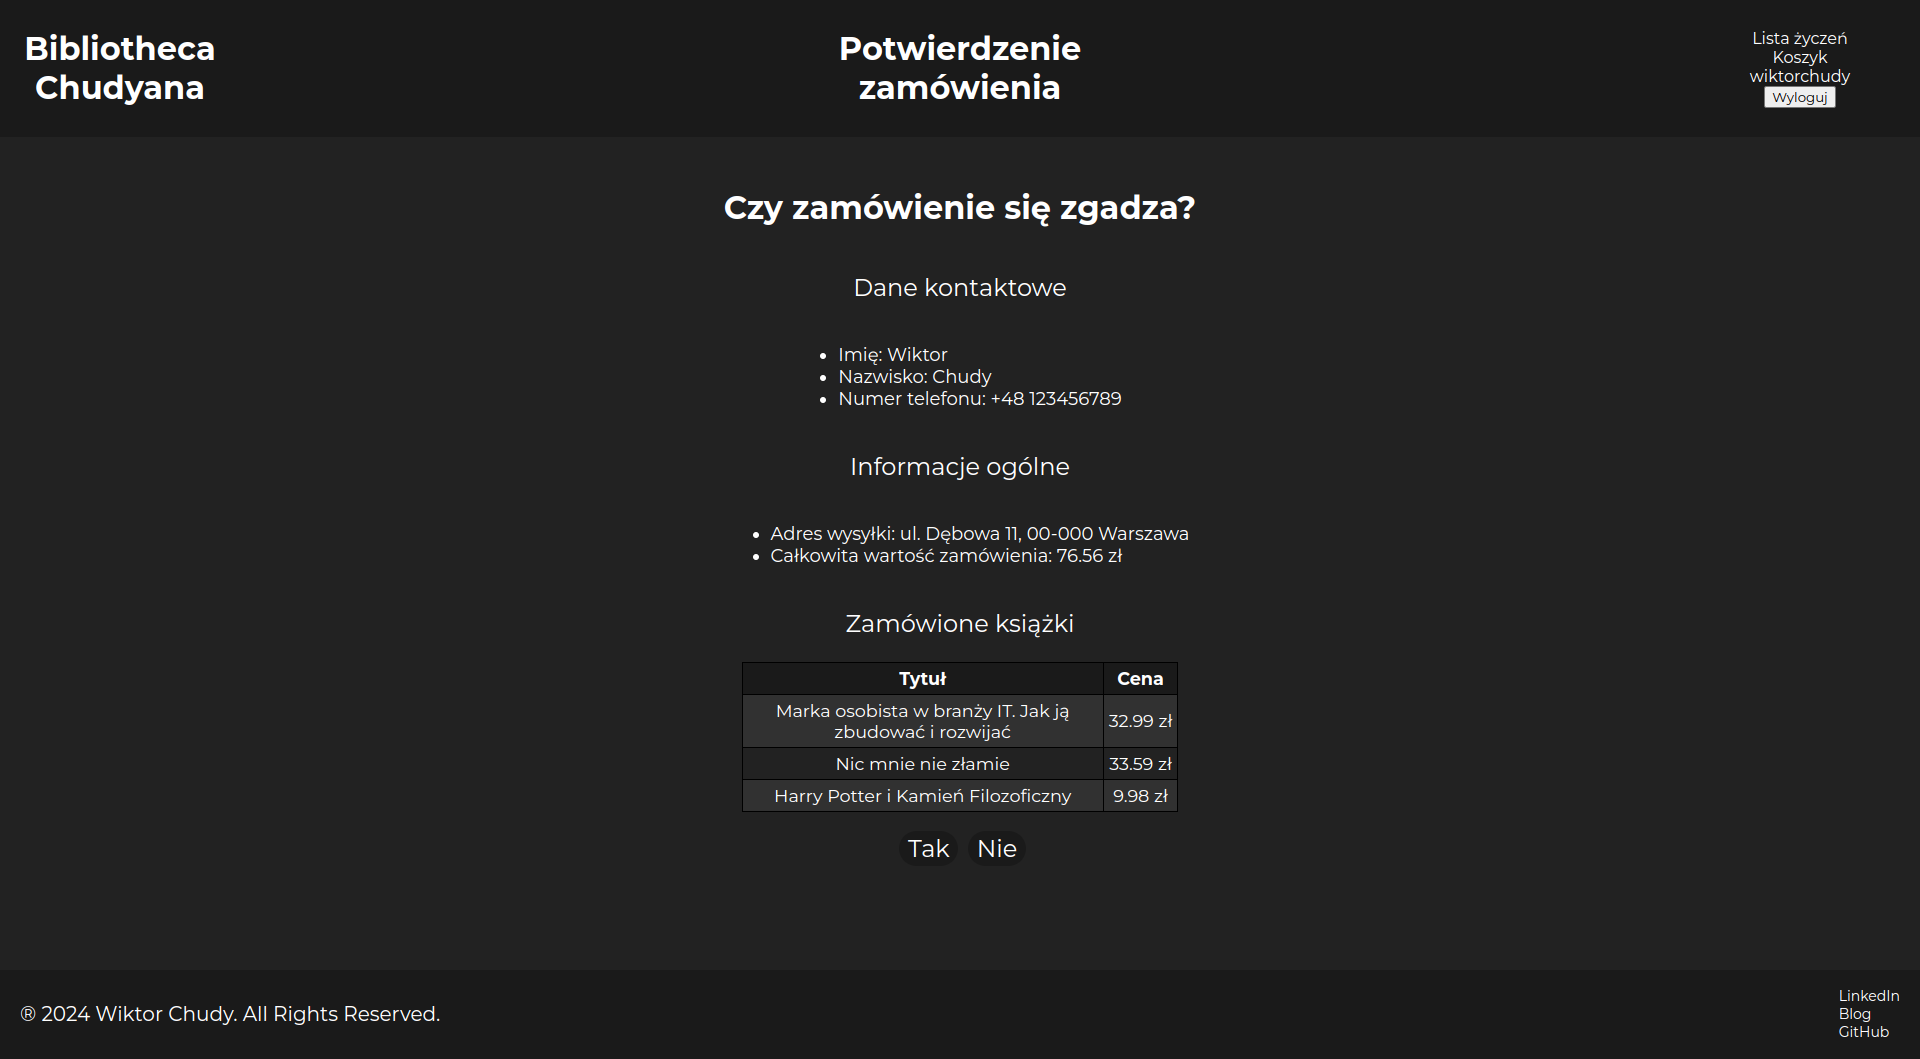 Bibliotheca
Chudyana
Potwierdzenie
zamówienia
Lista życzeń
Koszyk
wiktorchudy
Wyloguj
Czy zamówienie się zgadza?
Dane kontaktowe
• Imię: Wiktor
• Nazwisko: Chudy
• Numer telefonu: +48 123456789
Informacje ogólne
• Adres wysyłki: ul. Dębowa 11, 00-000 Warszawa
• Całkowita wartość zamówienia: 76.56 zł
Zamówione książki
Tytuł Cena
Marka osobista w branży IT. Jak ją
zbudować i rozwijać 32.99 zł
Nic mnie nie złamie 33.59 zł
Harry Potter i Kamień Filozoficzny 9.98 zł
Tak Nie
® 2024 Wiktor Chudy. All Rights Reserved.
LinkedIn
Blog
GitHub